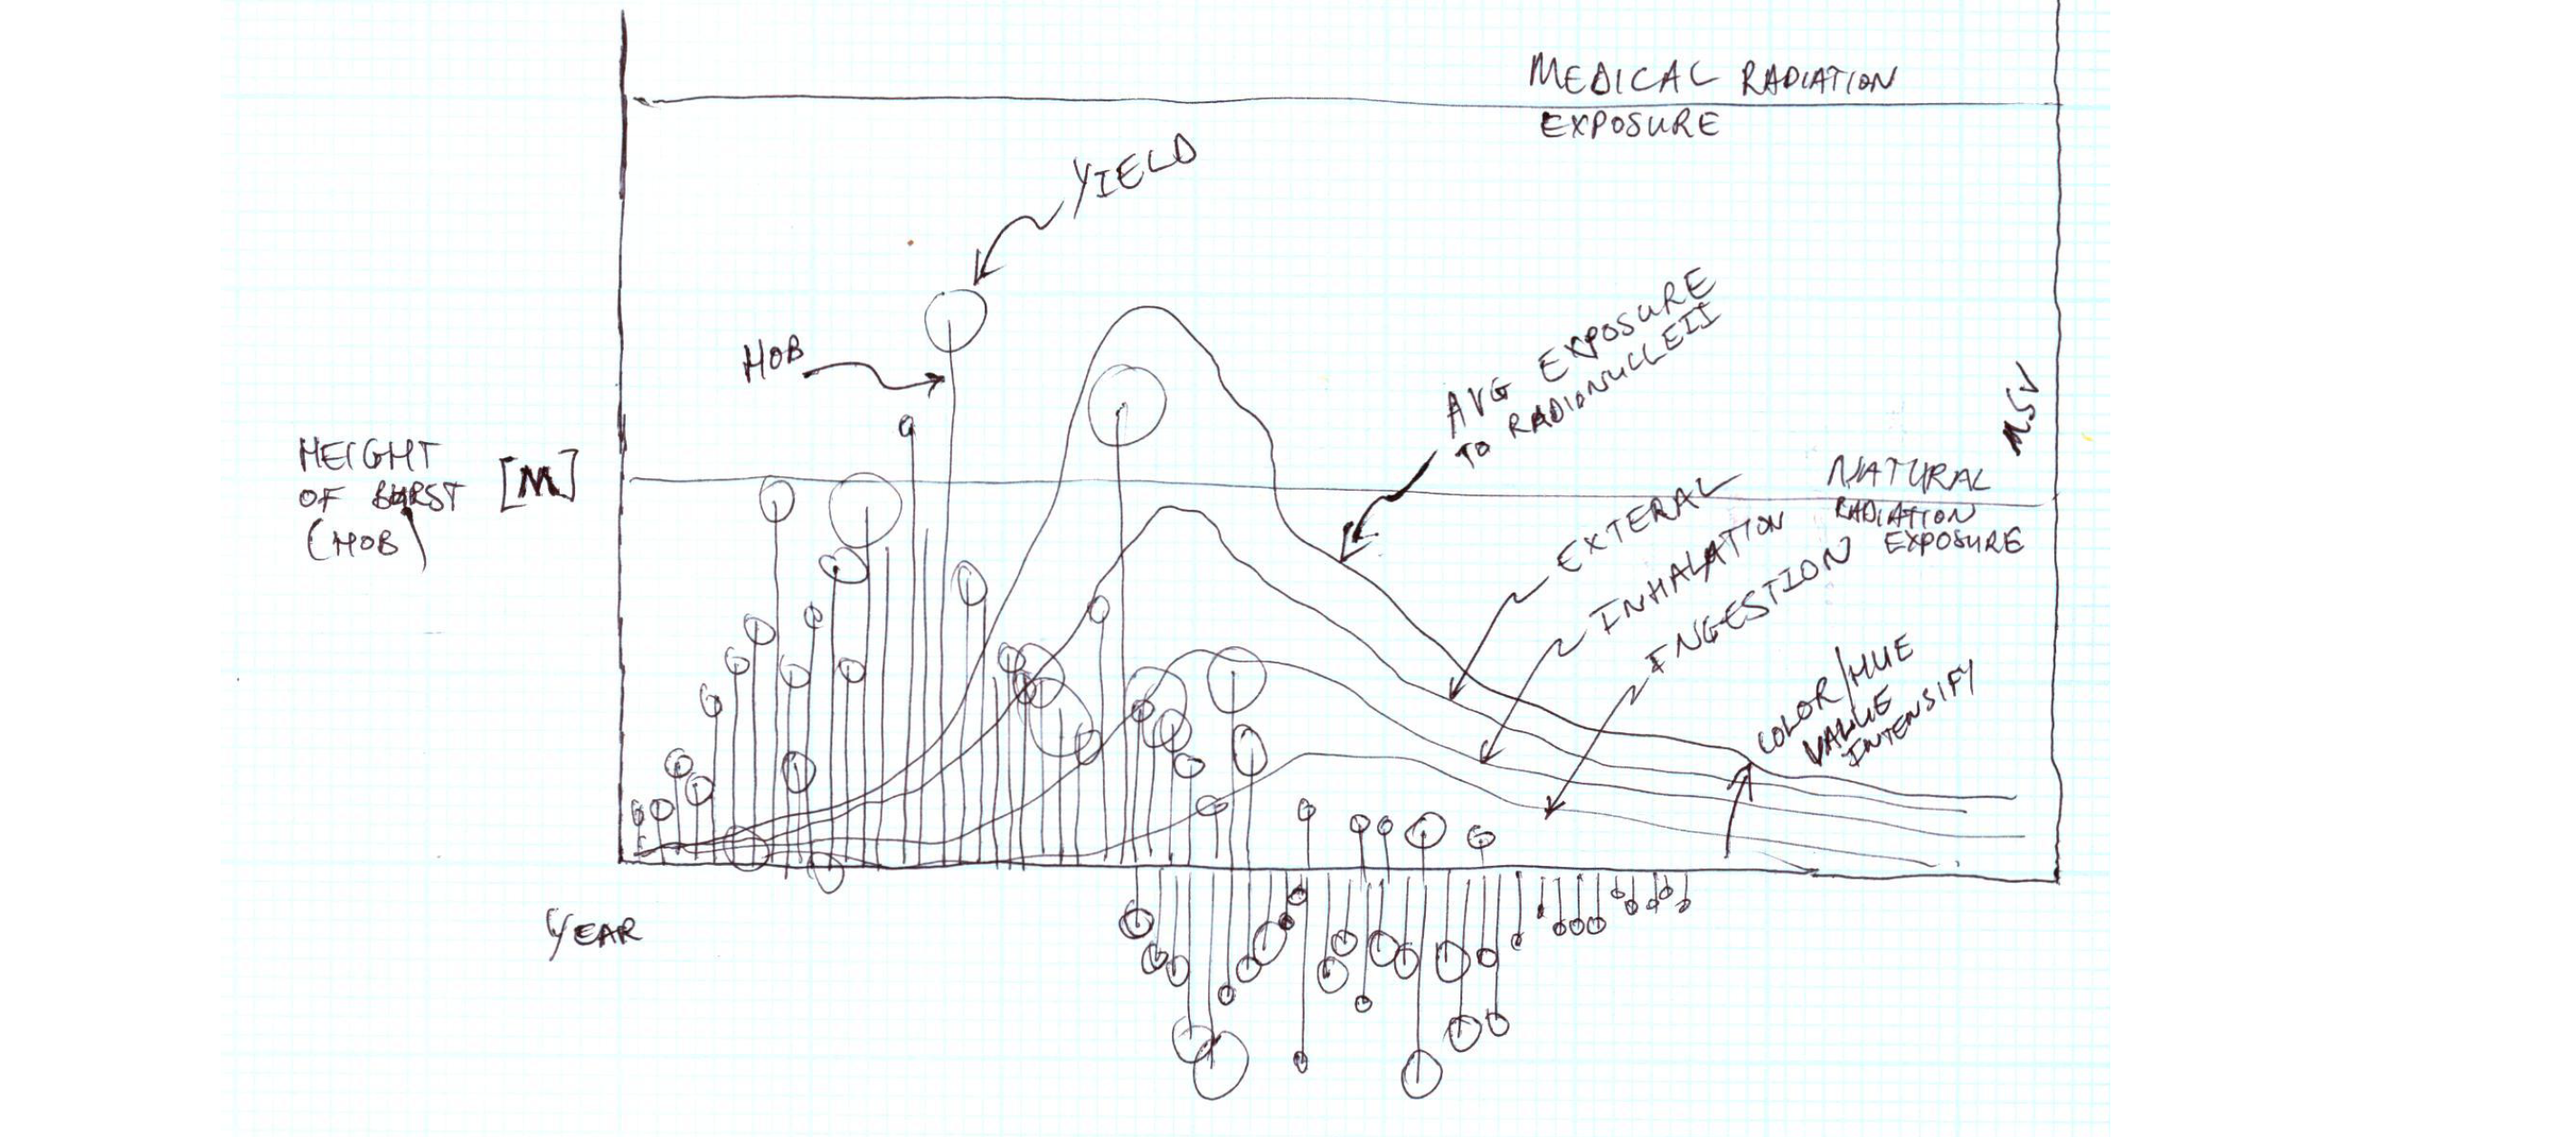 MEDICAL RADIATION
EXPOSURE
YIELD
HOB
AVG EXPOSURE
TO RADIONUCLEII
MSV
HEIGHT
OF BURST [M]
(HOB)
NATURAL
RADIATION
EXPOSURE
EXTERAL
INHALATION
INGESTION
COLOR/HUE
VALUE
INTENSIFY
YEAR